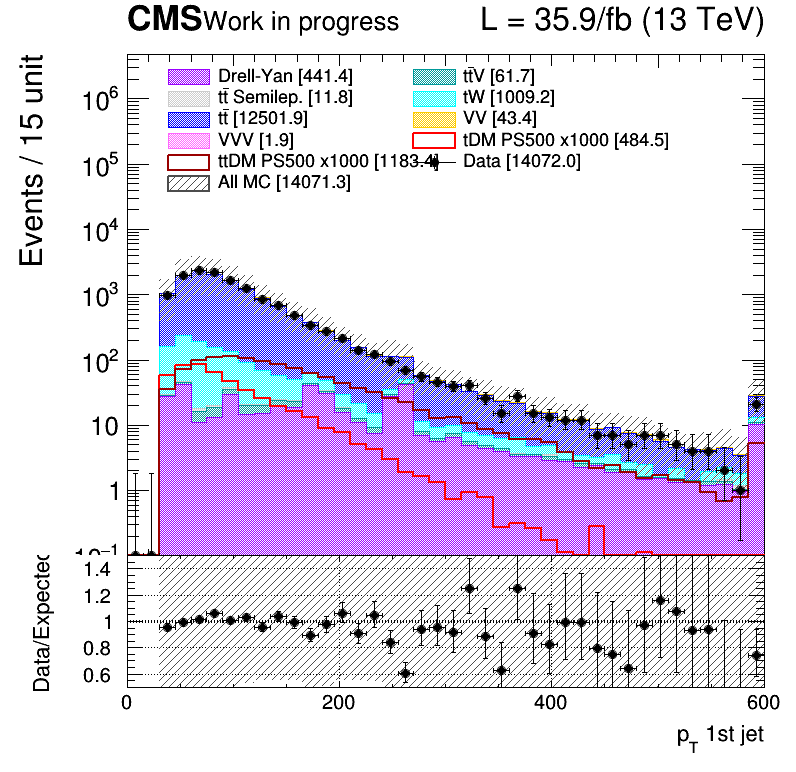 CMS Work in progress L = 35.9/fb (13 TeV)
Events / 15 unit
Drell-Yan [441.4] tt̄V [61.7]
tt̄ Semilep. [11.8] tW [1009.2]
tt̄ [12501.9] VV [43.4]
VVV [1.9] tDM PS500 x1000 [484.5]
ttDM PS500 x1000 [1183.4] Data [14072.0]
All MC [14071.3]
10⁶
10⁵
10⁴
10³
10²
10
1
10⁻¹
Data/Expected
1.4
1.2
1
0.8
0.6
0 200 400 600
p_T 1st jet